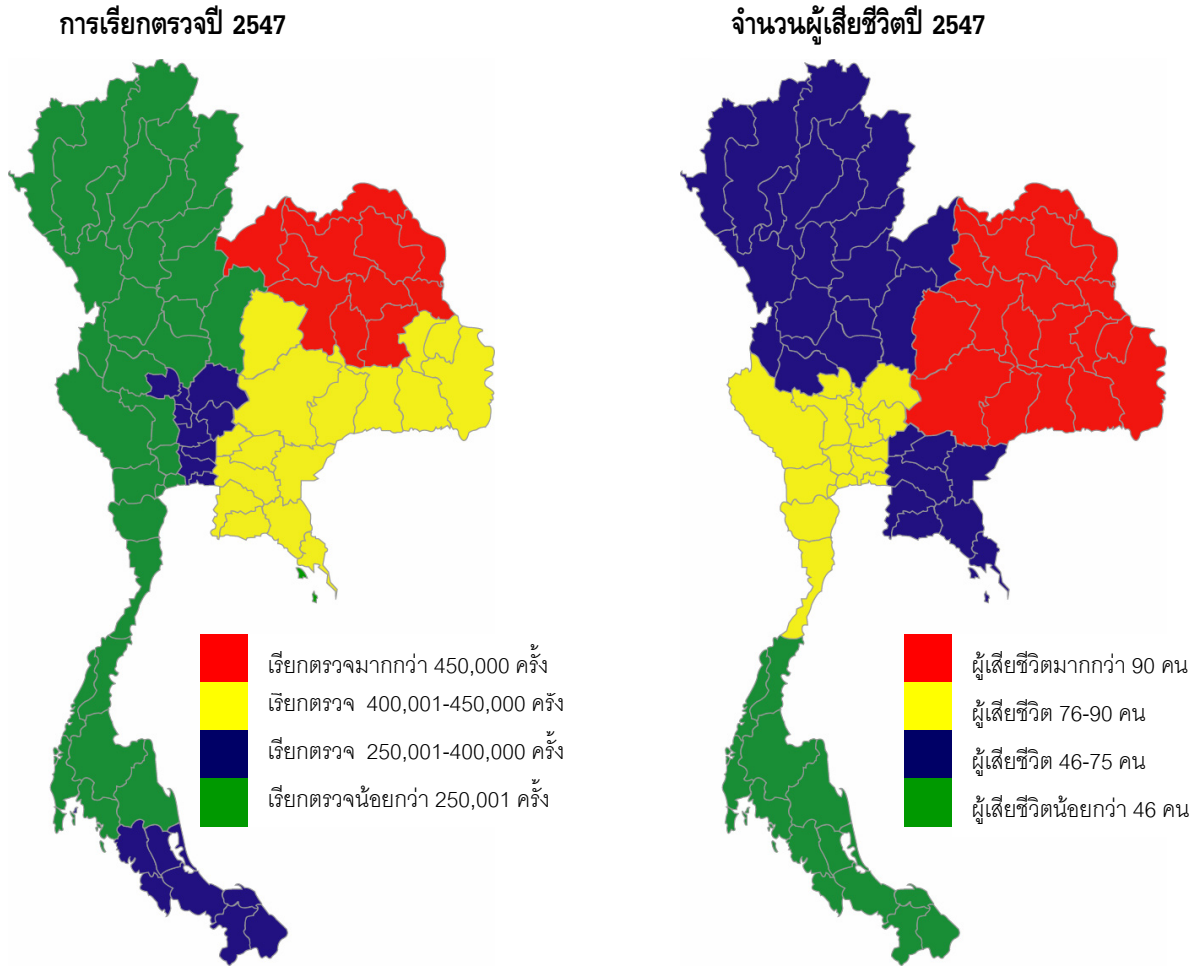 การเรียกตรวจปี 2547
จำนวนผู้เสียชีวิตปี 2547
เรียกตรวจมากกว่า 450,000 ครั้ง
เรียกตรวจ 400,001-450,000 ครั้ง
เรียกตรวจ 250,001-400,000 ครั้ง
เรียกตรวจน้อยกว่า 250,001 ครั้ง
ผู้เสียชีวิตมากกว่า 90 คน
ผู้เสียชีวิต 76-90 คน
ผู้เสียชีวิต 46-75 คน
ผู้เสียชีวิตน้อยกว่า 46 คน